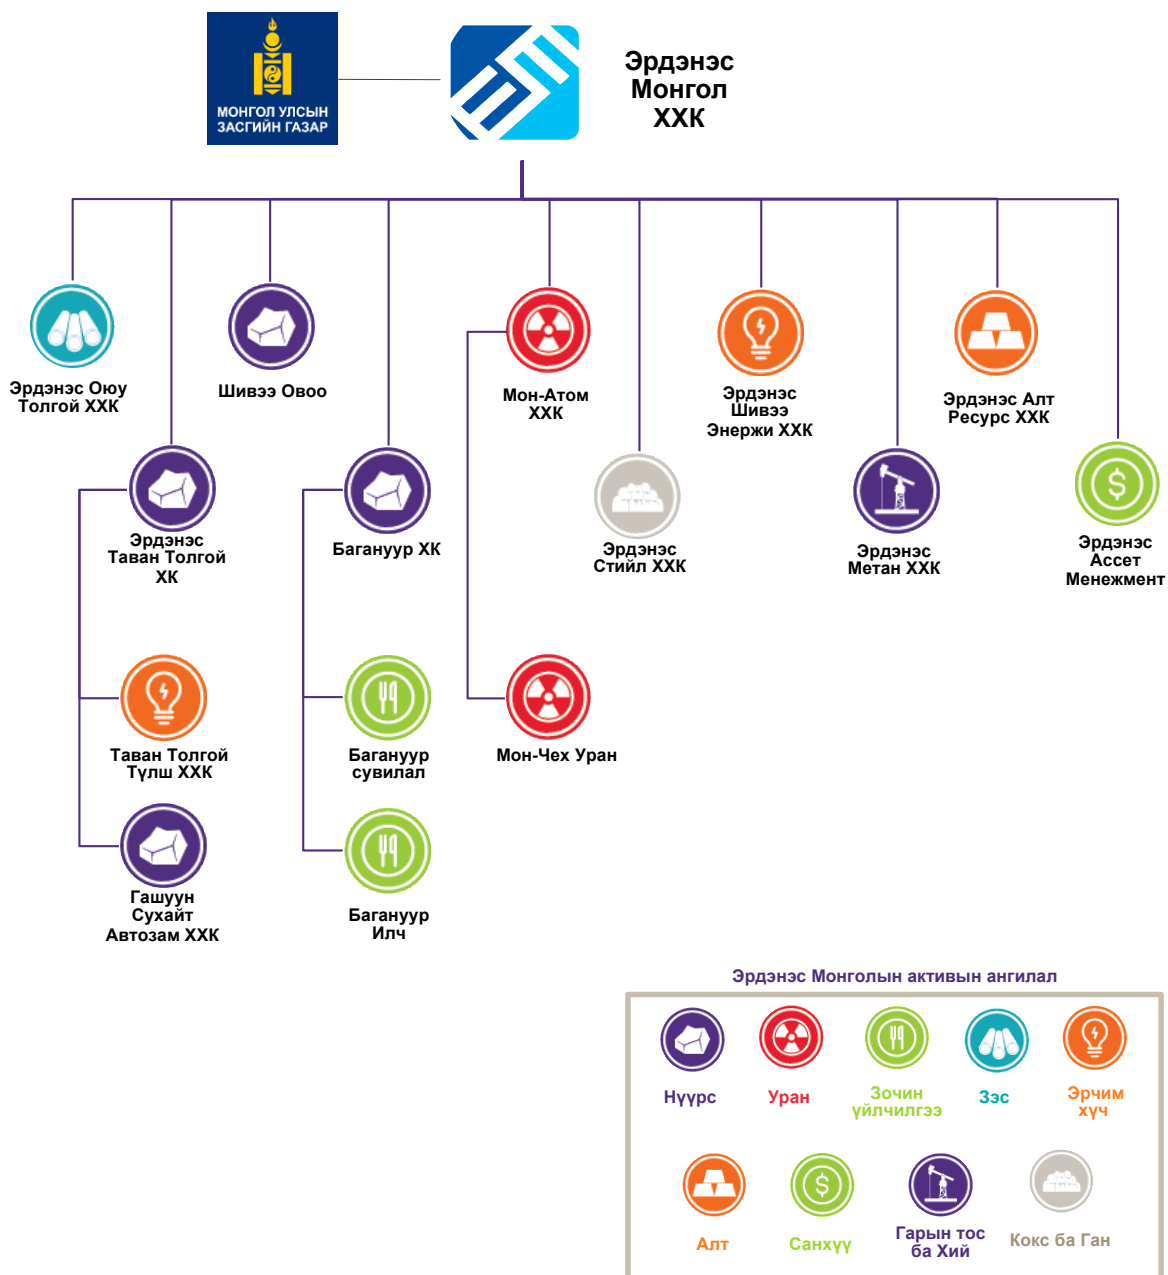 МОНГОЛ УЛСЫН
ЗАСГИЙН ГАЗАР
Эрдэнэс
Монгол
ХХК
Эрдэнэс Оюу
Толгой ХХК
Шивээ Овоо
Мон-Атом
ХХК
Эрдэнэс
Шивээ
Энержи ХХК
Эрдэнэс Алт
Ресурс ХХК
Эрдэнэс
Таван Толгой
ХК
Багануур ХК
Эрдэнэс
Стийл ХХК
Эрдэнэс
Метан ХХК
Эрдэнэс
Ассет
Менежмент
Таван Толгой
Түлш ХХК
Багануур
сувилал
Мон-Чех Уран
Гашуун
Сухайт
Автозам ХХК
Багануур
Илч
Эрдэнэс Монголын активын ангилал
Нүүрс
Уран
Зочин
үйлчилгээ
Зэс
Эрчим
хүч
Алт
Санхүү
Гарын тос
ба Хий
Кокс ба Ган